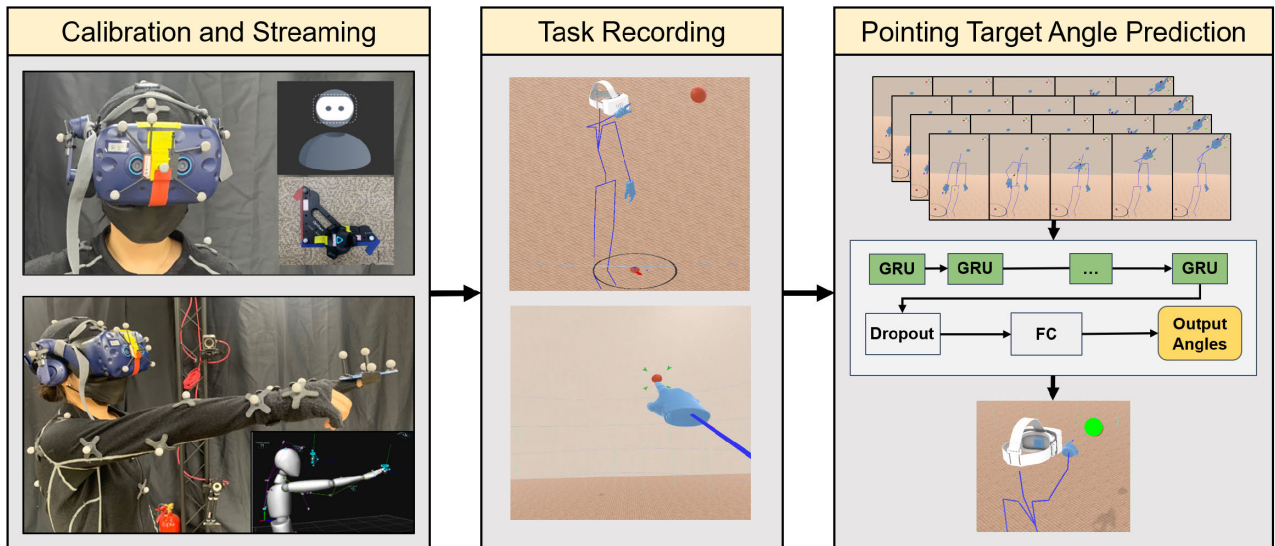 Calibration and Streaming
Task Recording
Pointing Target Angle Prediction
GRU
GRU
...
GRU
Dropout
FC
Output
Angles